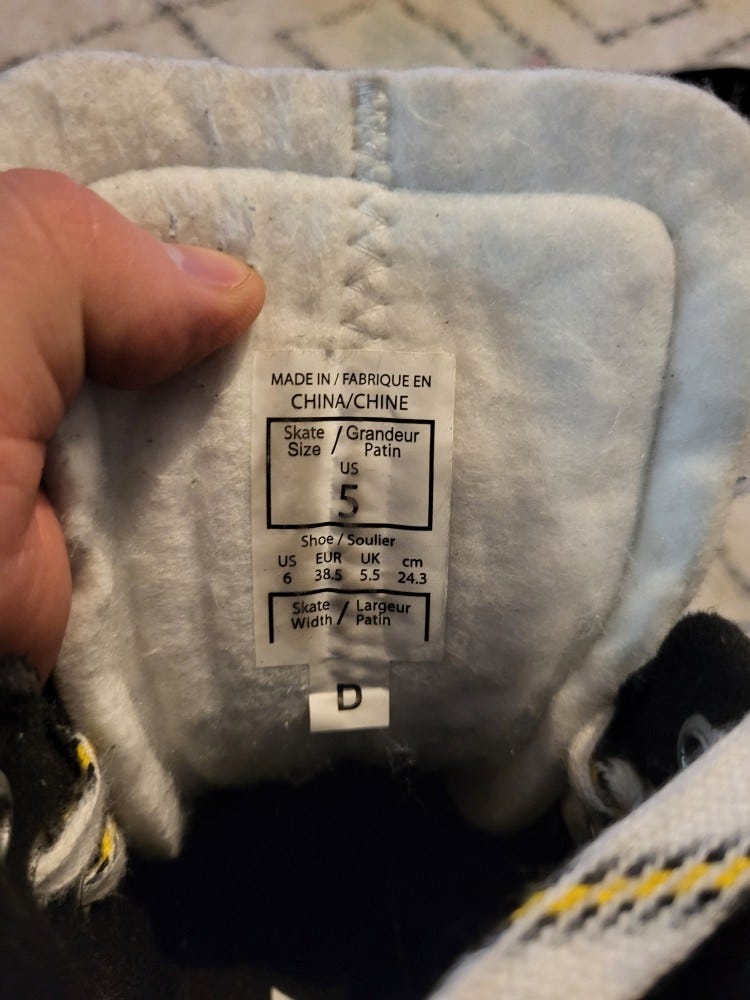 MADE IN / FABRIQUE EN
CHINA/CHINE
Skate / Grandeur
Size Patin
US
5
Shoe / Soulier
US EUR UK cm
6 38.5 5.5 24.3
Skate / Largeur
Width Patin
D